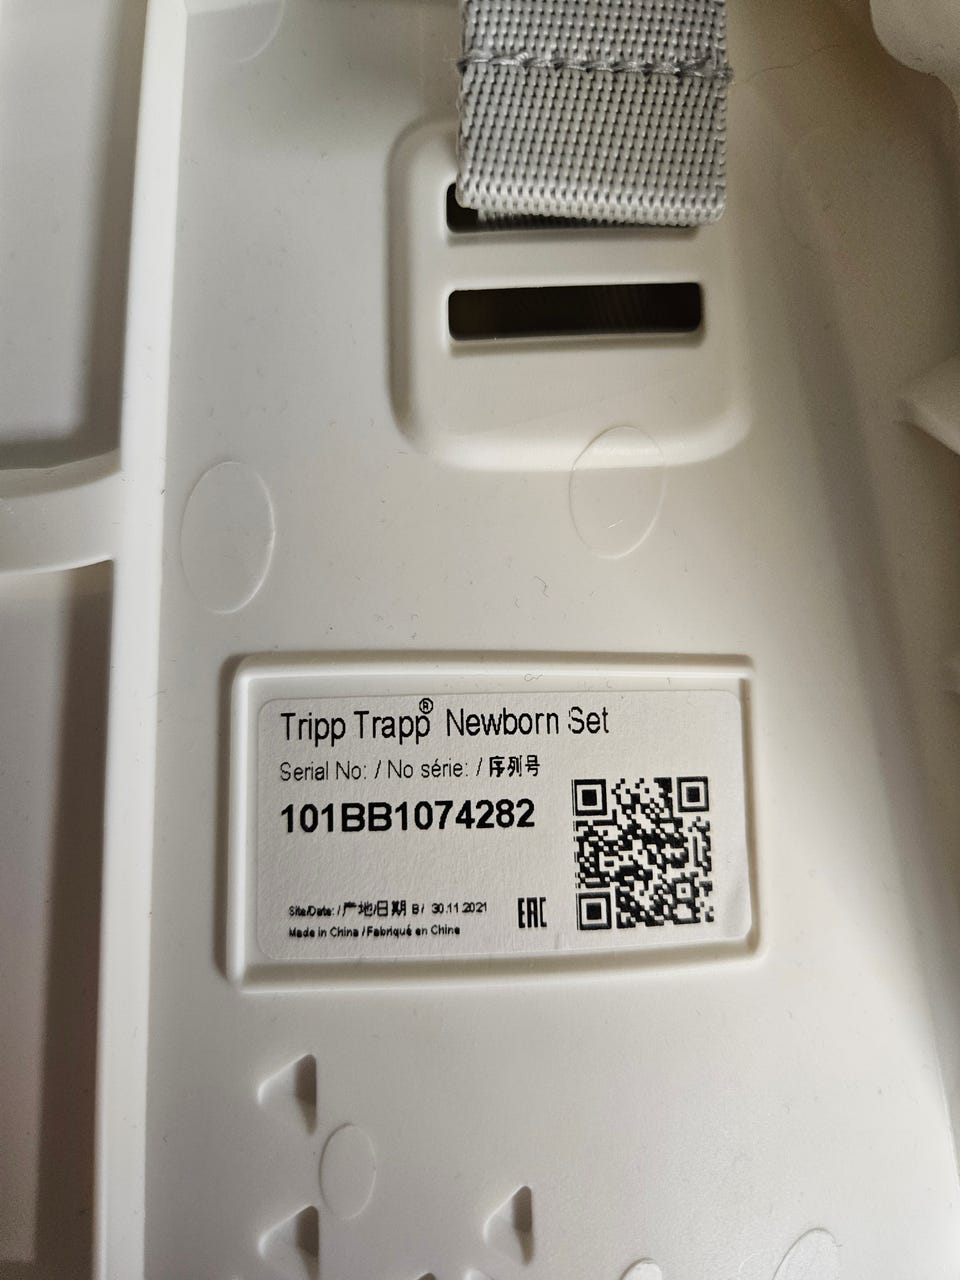 Tripp Trapp® Newborn Set
Serial No: / No série: / 序列号
101BB1074282
Site/Date: / 产地/日期 B/ 30.11.2021
Made in China / Fabriqué en Chine
EAC